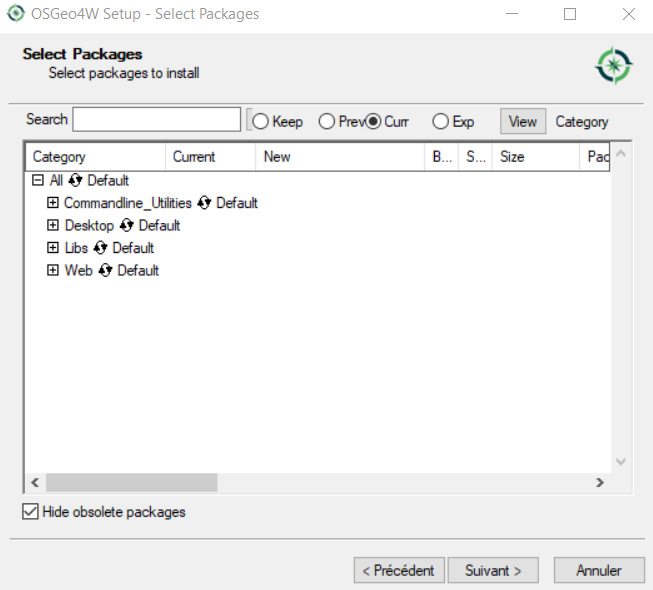 OSGeo4W Setup - Select Packages
Select Packages
Select packages to install
Search Keep Prev Curr Exp View Category
Category Current New B... S... Size Pac
All Default
Commandline_Utilities Default
Desktop Default
Libs Default
Web Default
Hide obsolete packages
< Précédent Suivant > Annuler